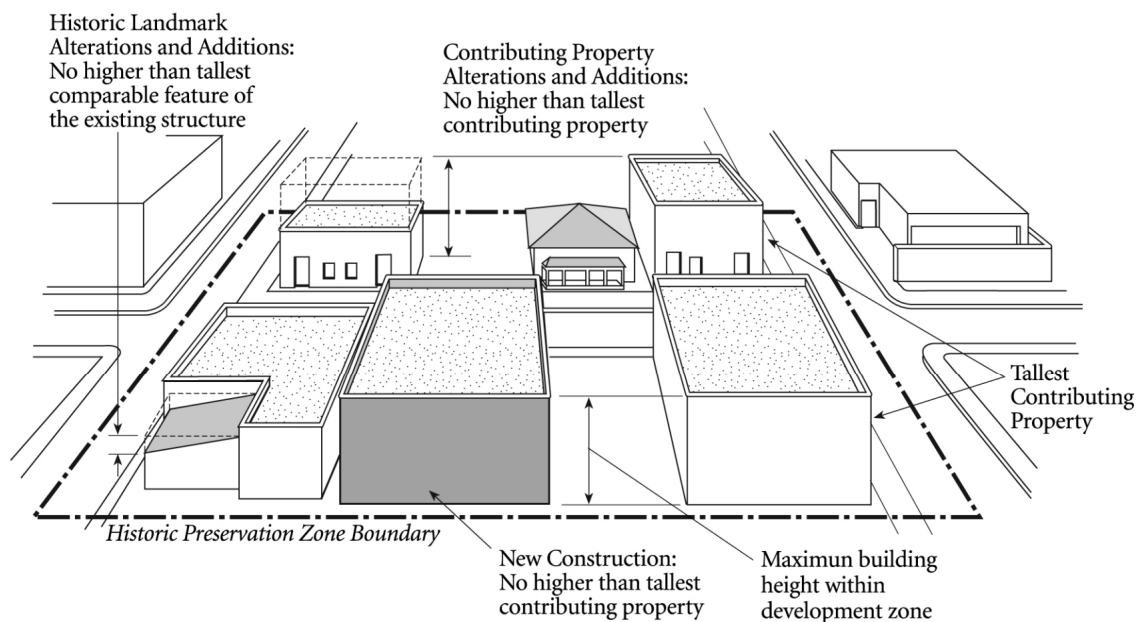 Historic Landmark
Alterations and Additions:
No higher than tallest
comparable feature of
the existing structure
Contributing Property
Alterations and Additions:
No higher than tallest
contributing property
Tallest
Contributing
Property
Historic Preservation Zone Boundary
New Construction:
No higher than tallest
contributing property
Maximun building
height within
development zone